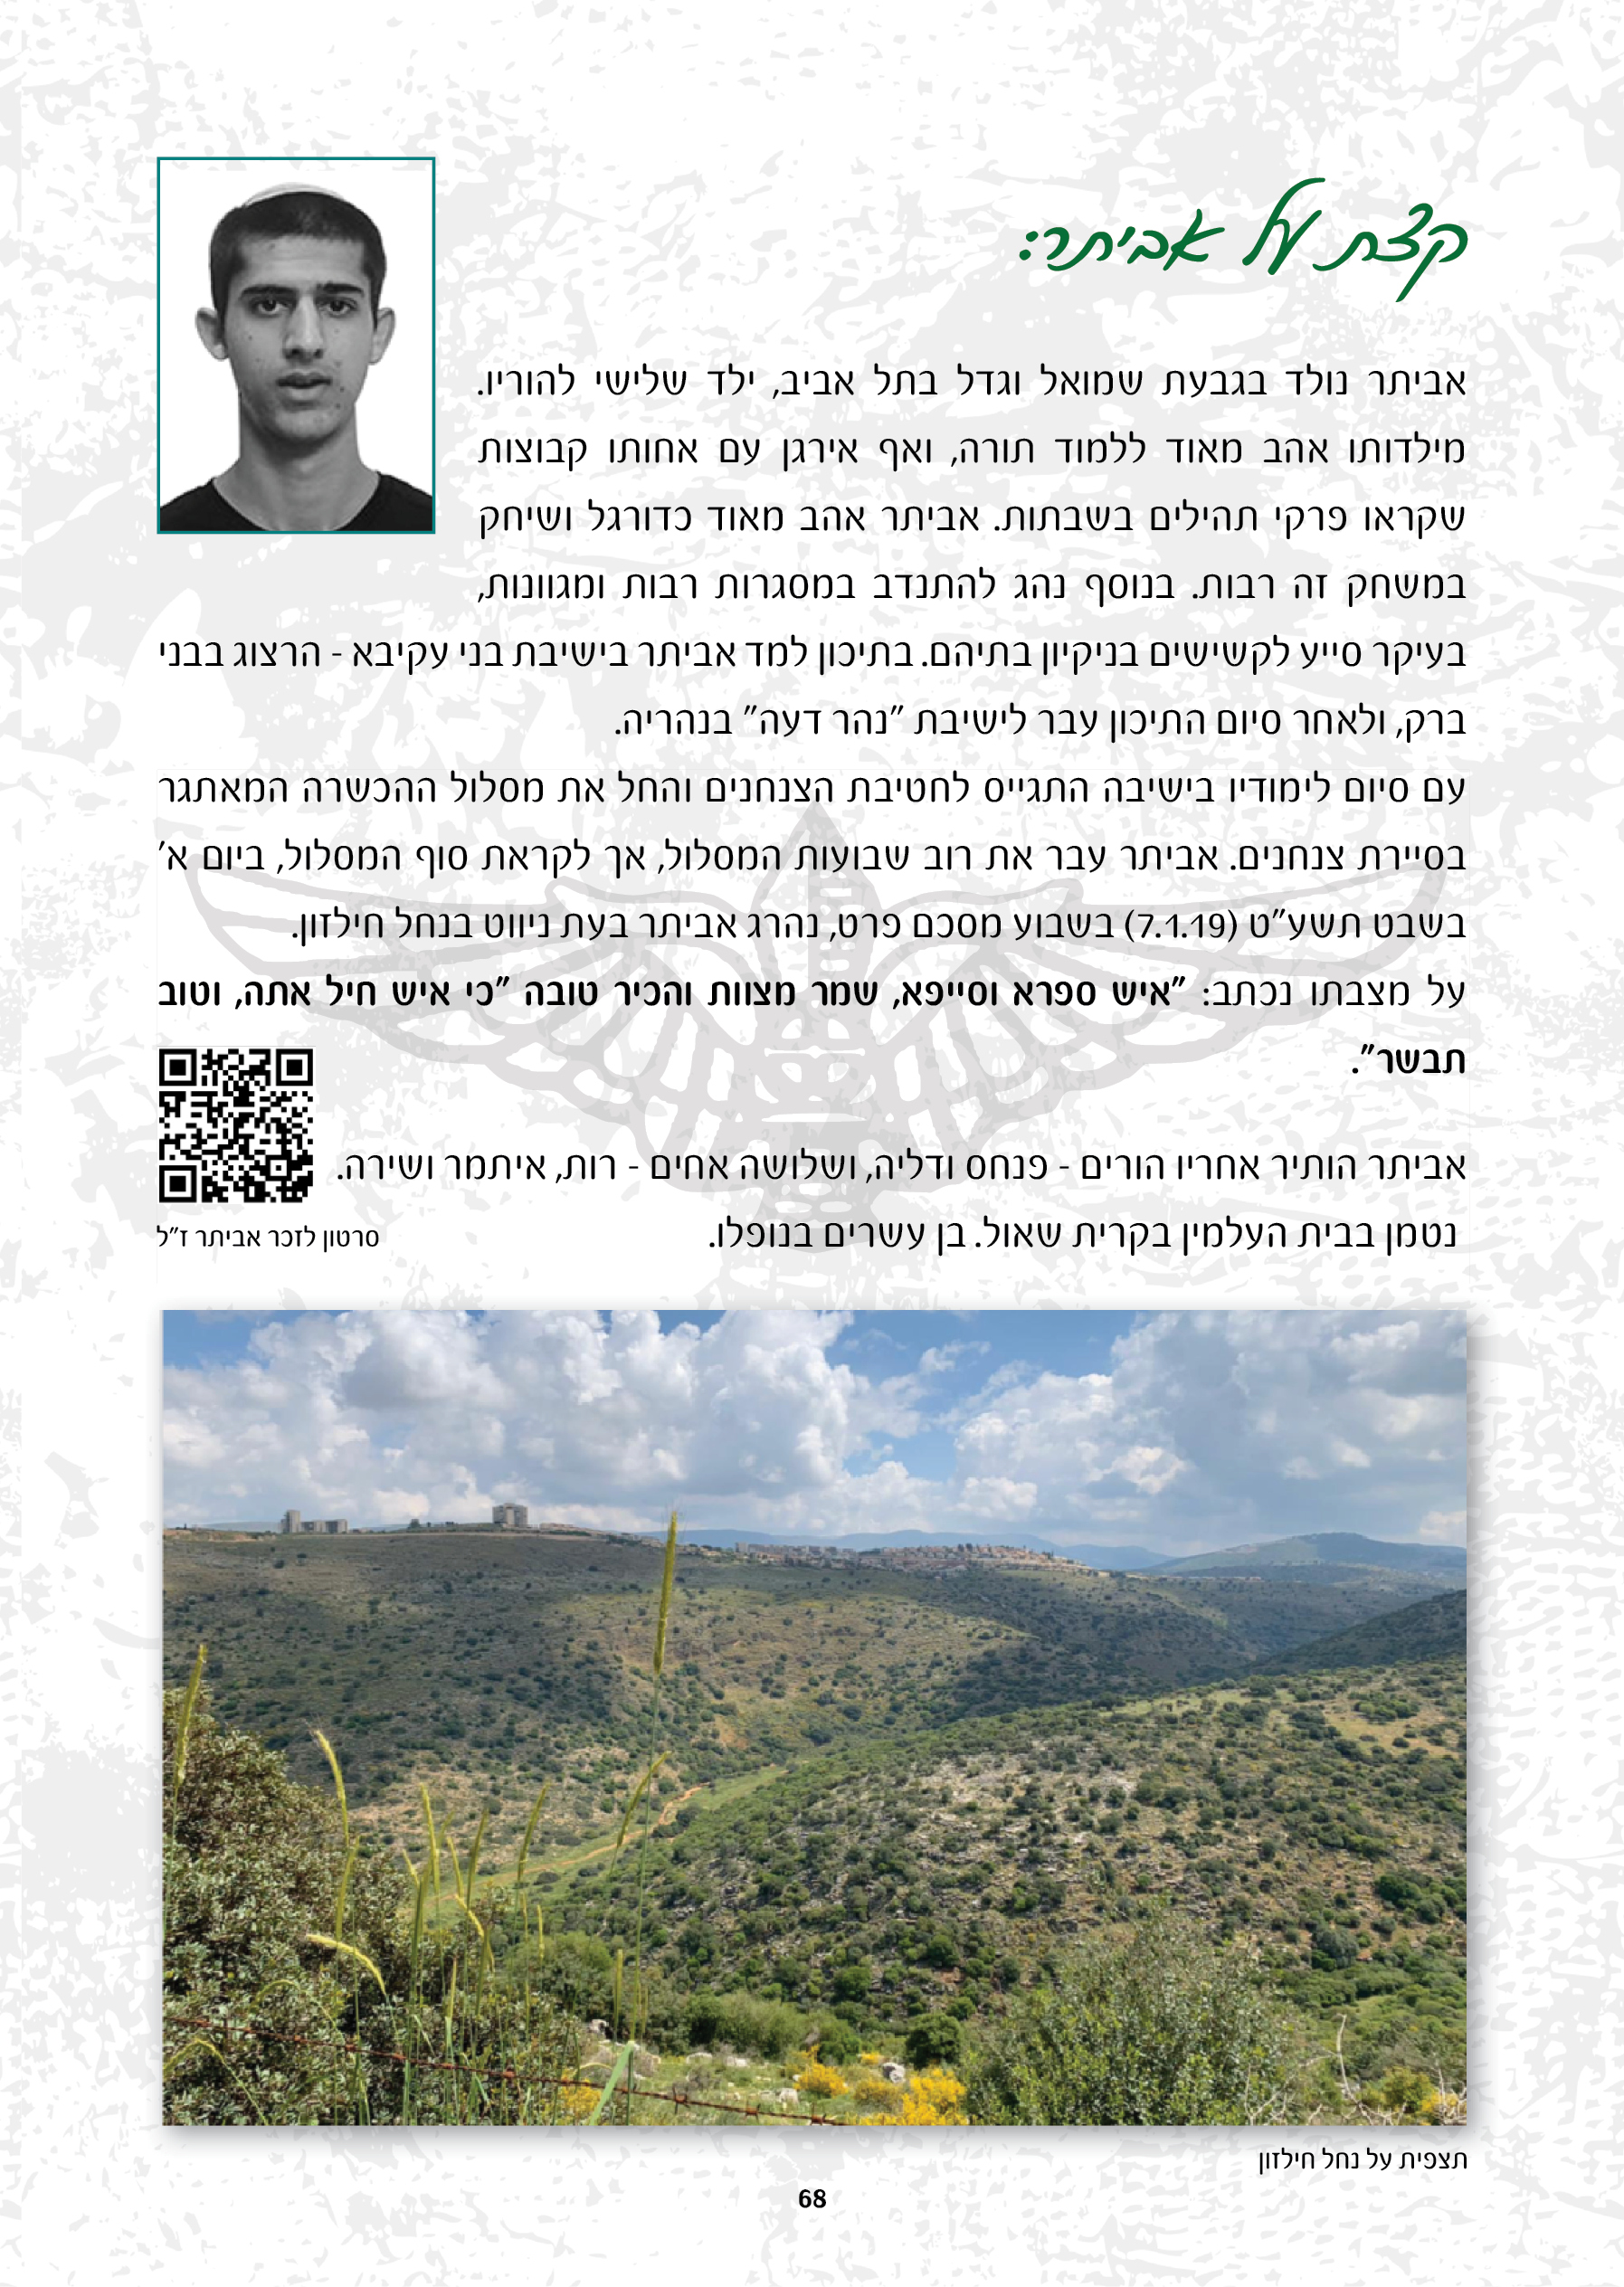 קצת על אביתר:
אביתר נולד בגבעת שמואל וגדל בתל אביב, ילד שלישי להוריו.
מילדותו אהב מאוד ללמוד תורה, ואף אירגן עם אחותו קבוצות
שקראו פרקי תהילים בשבתות. אביתר אהב מאוד כדורגל ושיחק
במשחק זה רבות. בנוסף נהג להתנדב במסגרות רבות ומגוונות,
בעיקר סייע לקשישים בניקיון בתיהם. בתיכון למד אביתר בישיבת בני עקיבא - הרצוג בבני
ברק, ולאחר סיום התיכון עבר לישיבת "נהר דעה" בנהריה.
עם סיום לימודיו בישיבה התגייס לחטיבת הצנחנים והחל את מסלול ההכשרה המאתגר
בסיירת צנחנים. אביתר עבר את רוב שבועות המסלול, אך לקראת סוף המסלול, ביום א'
בשבט תשע"ט (7.1.19) בשבוע מסכם פרט, נהרג אביתר בעת ניווט בנחל חילזון.
על מצבתו נכתב: "איש ספרא וסייפא, שמר מצוות והכיר טובה "כי איש חיל אתה, וטוב
תבשר".
אביתר הותיר אחריו הורים - פנחס ודליה, ושלושה אחים - רות, איתמר ושירה.
נטמן בבית העלמין בקרית שאול. בן עשרים בנופלו.
סרטון לזכר אביתר ז"ל
תצפית על נחל חילזון
68